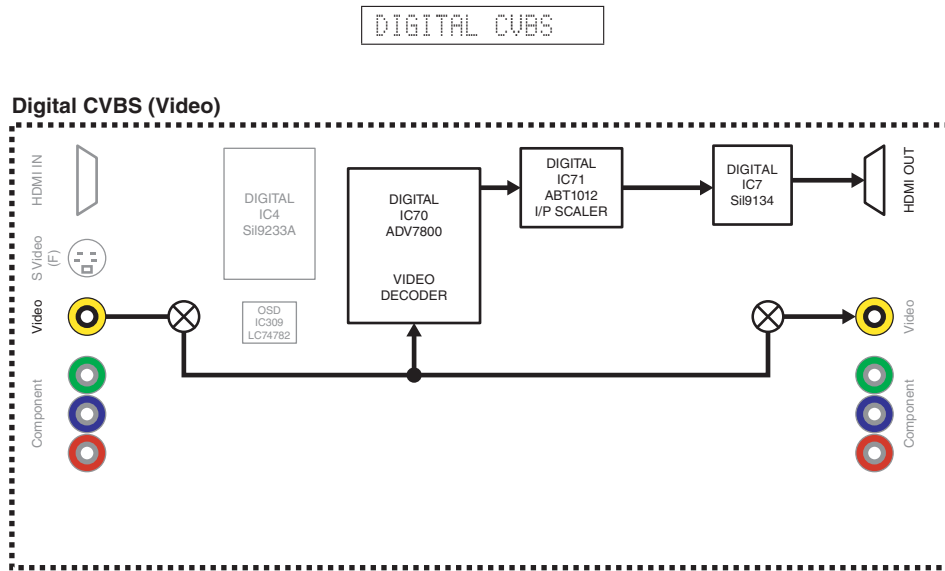 DIGITAL CVBS
Digital CVBS (Video)
HDMI IN
S Video
(F)
Video
Component
DIGITAL
IC4
SiI9233A
OSD
IC309
LC74782
DIGITAL
IC70
ADV7800
VIDEO
DECODER
DIGITAL
IC71
ABT1012
I/P SCALER
DIGITAL
IC7
SiI9134
HDMI OUT
Video
Component